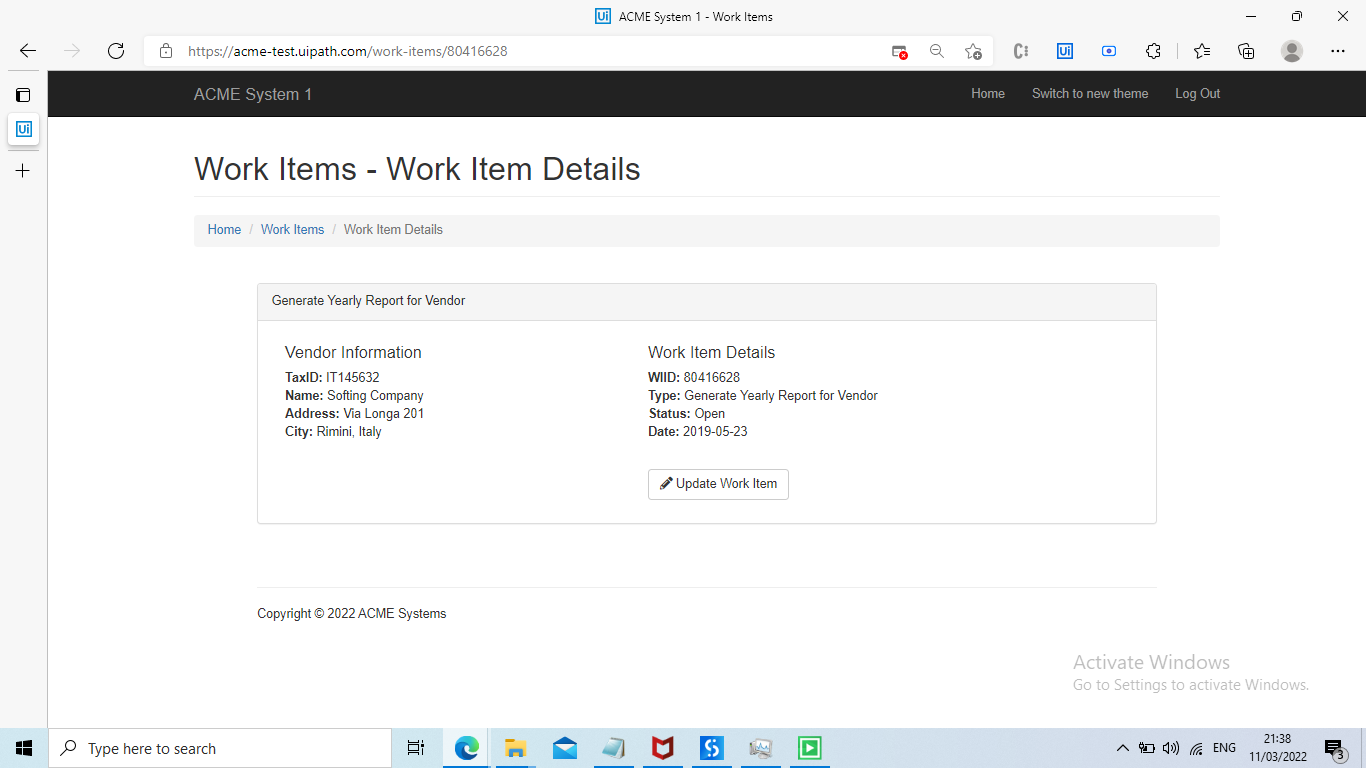 ACME System 1 - Work Items
https://acme-test.uipath.com/work-items/80416628
ACME System 1
Home Switch to new theme Log Out
Work Items - Work Item Details
Home / Work Items / Work Item Details
Generate Yearly Report for Vendor
Vendor Information
TaxID: IT145632
Name: Softing Company
Address: Via Longa 201
City: Rimini, Italy
Work Item Details
WIID: 80416628
Type: Generate Yearly Report for Vendor
Status: Open
Date: 2019-05-23
Update Work Item
Copyright © 2022 ACME Systems
Activate Windows
Go to Settings to activate Windows.
Type here to search
ENG
21:38
11/03/2022
3